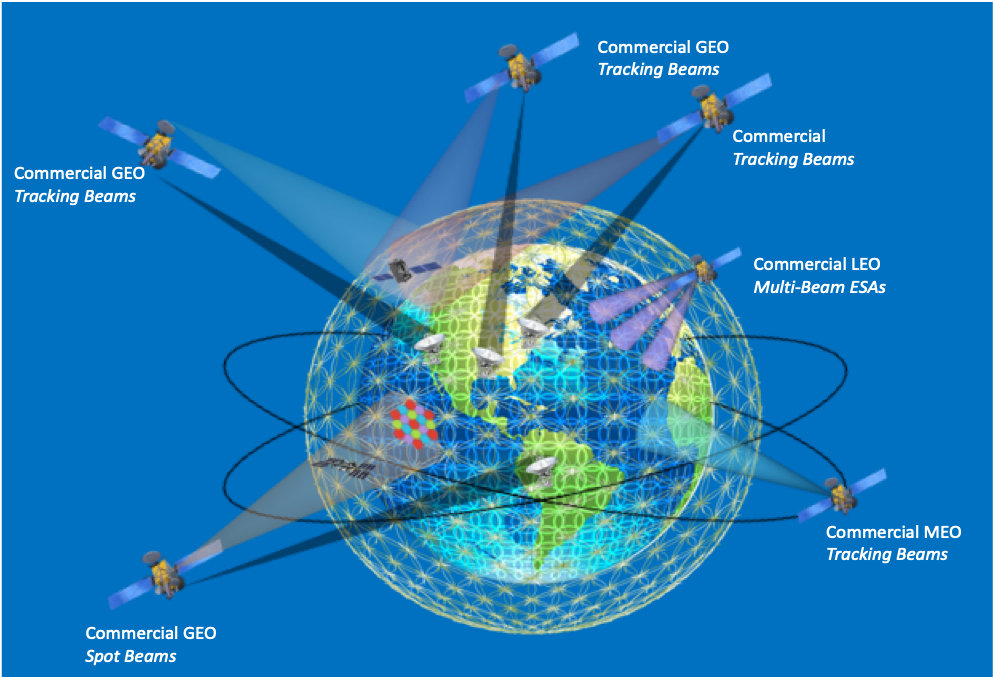 Commercial GEO
Tracking Beams
Commercial
Tracking Beams
Commercial GEO
Tracking Beams
Commercial LEO
Multi-Beam ESAs
Commercial MEO
Tracking Beams
Commercial GEO
Spot Beams